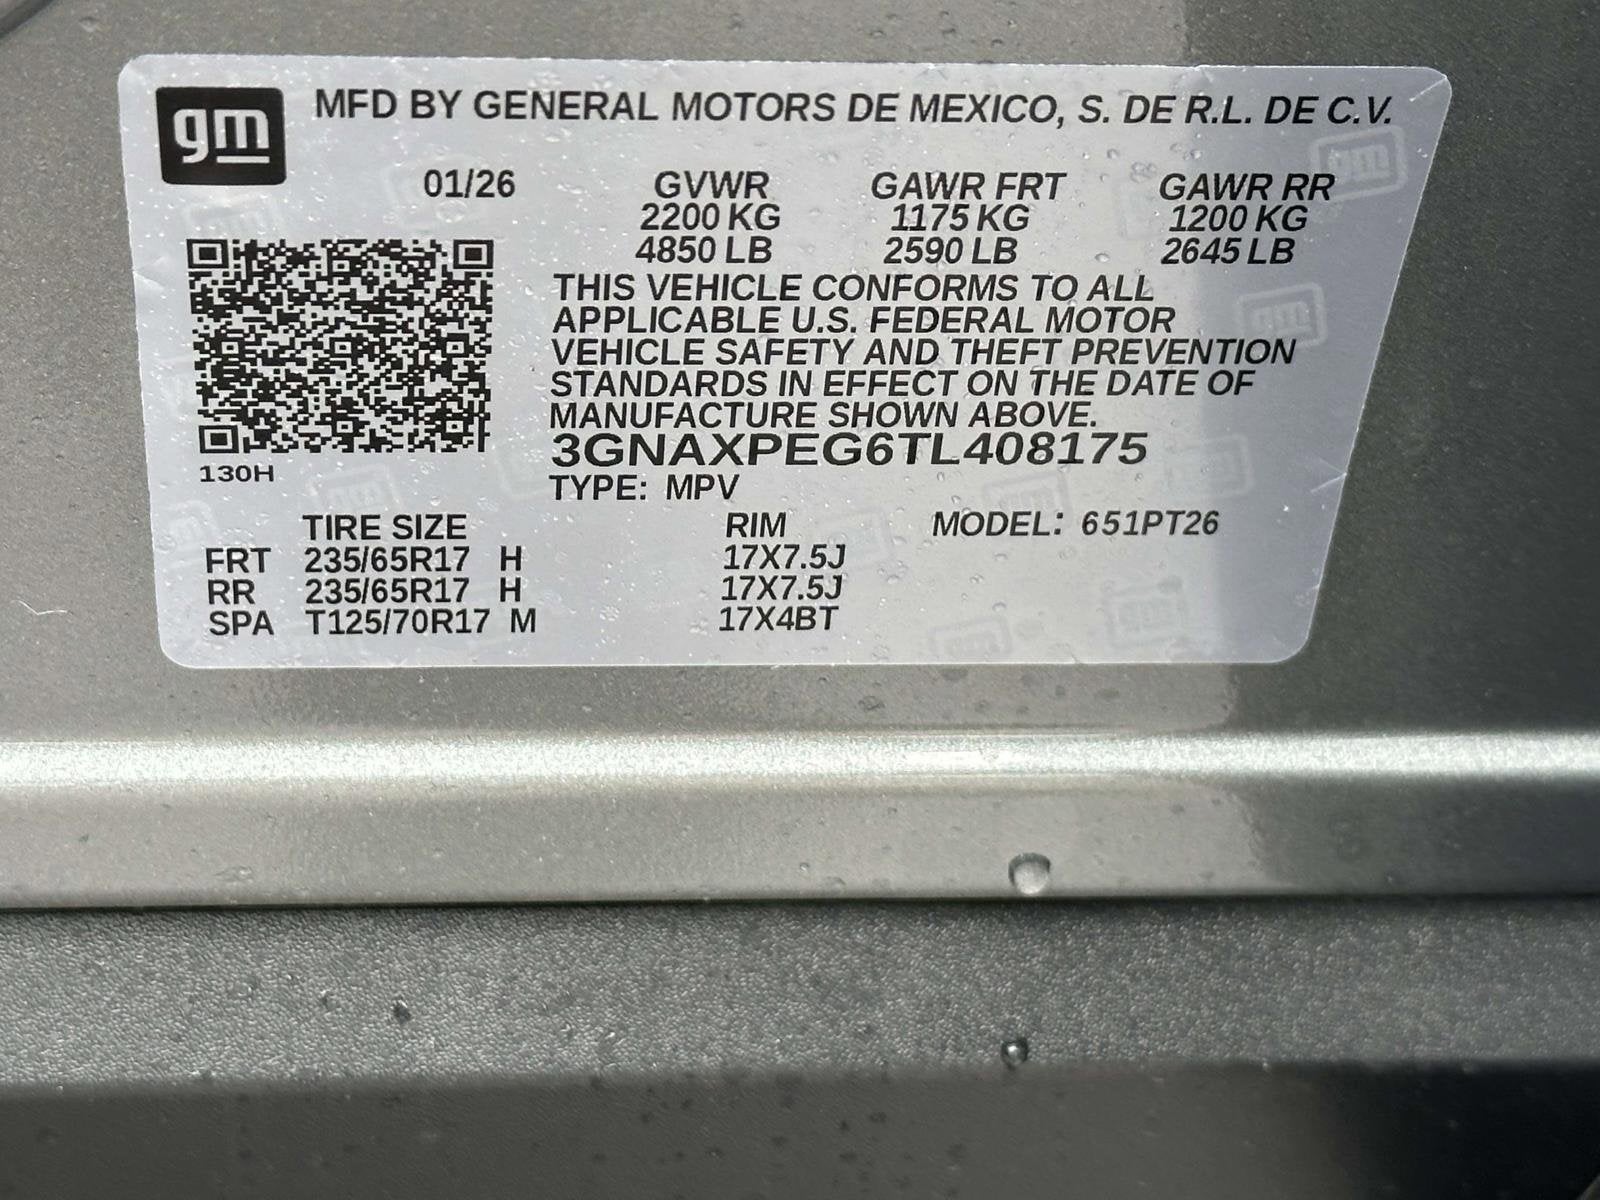 gm MFD BY GENERAL MOTORS DE MEXICO, S. DE R.L. DE C.V.
01/26 GVWR GAWR FRT GAWR RR
2200 KG 1175 KG 1200 KG
4850 LB 2590 LB 2645 LB
THIS VEHICLE CONFORMS TO ALL
APPLICABLE U.S. FEDERAL MOTOR
VEHICLE SAFETY AND THEFT PREVENTION
STANDARDS IN EFFECT ON THE DATE OF
MANUFACTURE SHOWN ABOVE.
3GNAXPEG6TL408175
130H
TYPE: MPV
TIRE SIZE RIM MODEL: 651PT26
FRT 235/65R17 H 17X7.5J
RR 235/65R17 H 17X7.5J
SPA T125/70R17 M 17X4BT